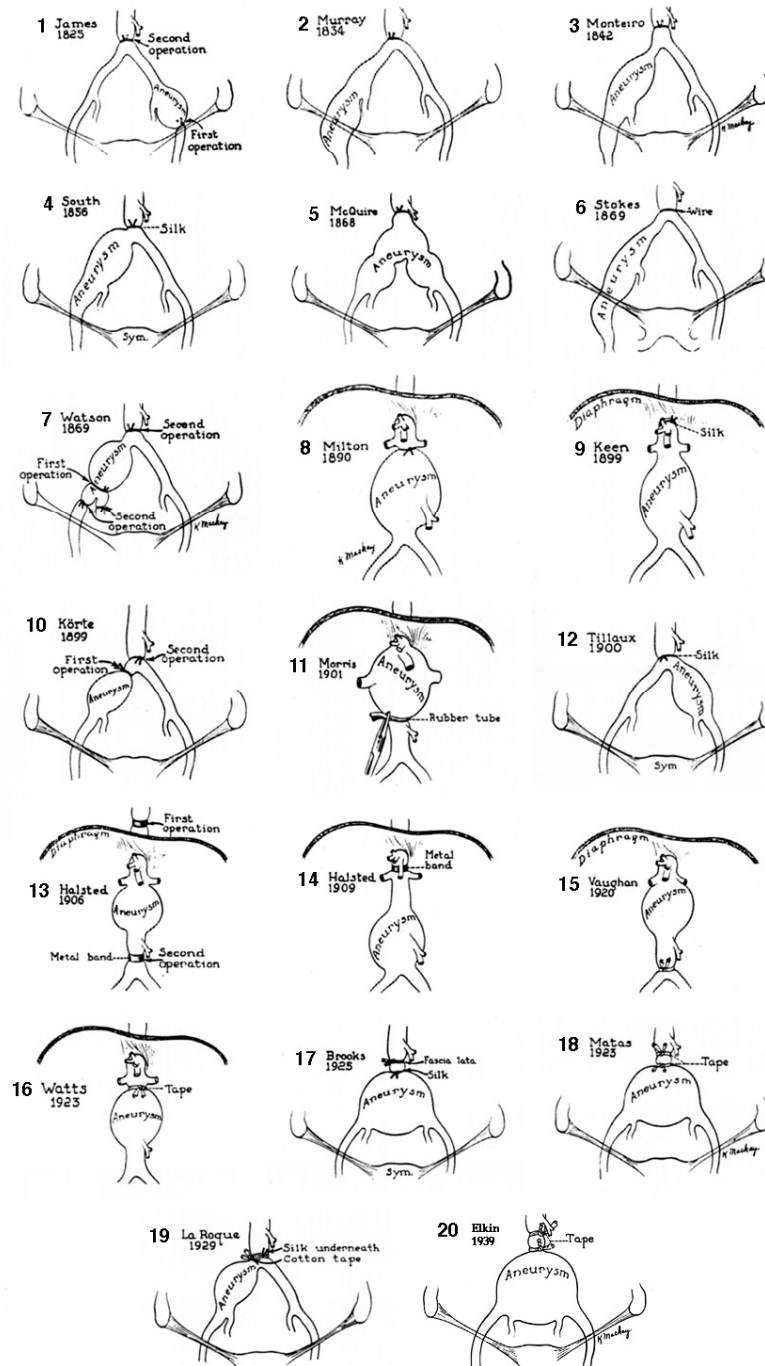 1 James
1825
Second
operation
Aneurysm
First
operation
2 Murray
1834
Aneurysm
3 Monteiro
1842
Aneurysm
K Mackey
4 South
1856
Silk
Aneurysm
Sym.
5 McQuire
1868
Aneurysm
6 Stokes
1869
Wire
Aneurysm
7 Watson
1869
Second
operation
First
operation
Aneurysm
Second
operation
K Mackey
8 Milton
1890
Aneurysm
K Mackey
Diaphragm
9 Keen
1899
Silk
Aneurysm
10 Körte
1899
First
operation
Second
operation
Aneurysm
11 Morris
1901
Aneurysm
Rubber tube
12 Tillaux
1900
Silk
Aneurysm
Sym
First
operation
Diaphragm
13 Halsted
1906
Aneurysm
Metal band
Second
operation
14 Halsted
1909
Metal
band
Aneurysm
Diaphragm
15 Vaughan
1920
Aneurysm
16 Watts
1923
Tape
Aneurysm
17 Brooks
1925
Fascia lata
Silk
Aneurysm
Sym.
18 Matas
1923
Tape
Aneurysm
K Mackey
19 La Roque
1929
Silk underneath
Cotton tape
Aneurysm
20 Elkin
1939
Tape
Aneurysm
K Mackey